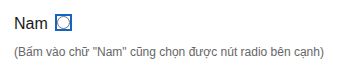 Nam
(Bấm vào chữ "Nam" cũng chọn được nút radio bên cạnh)